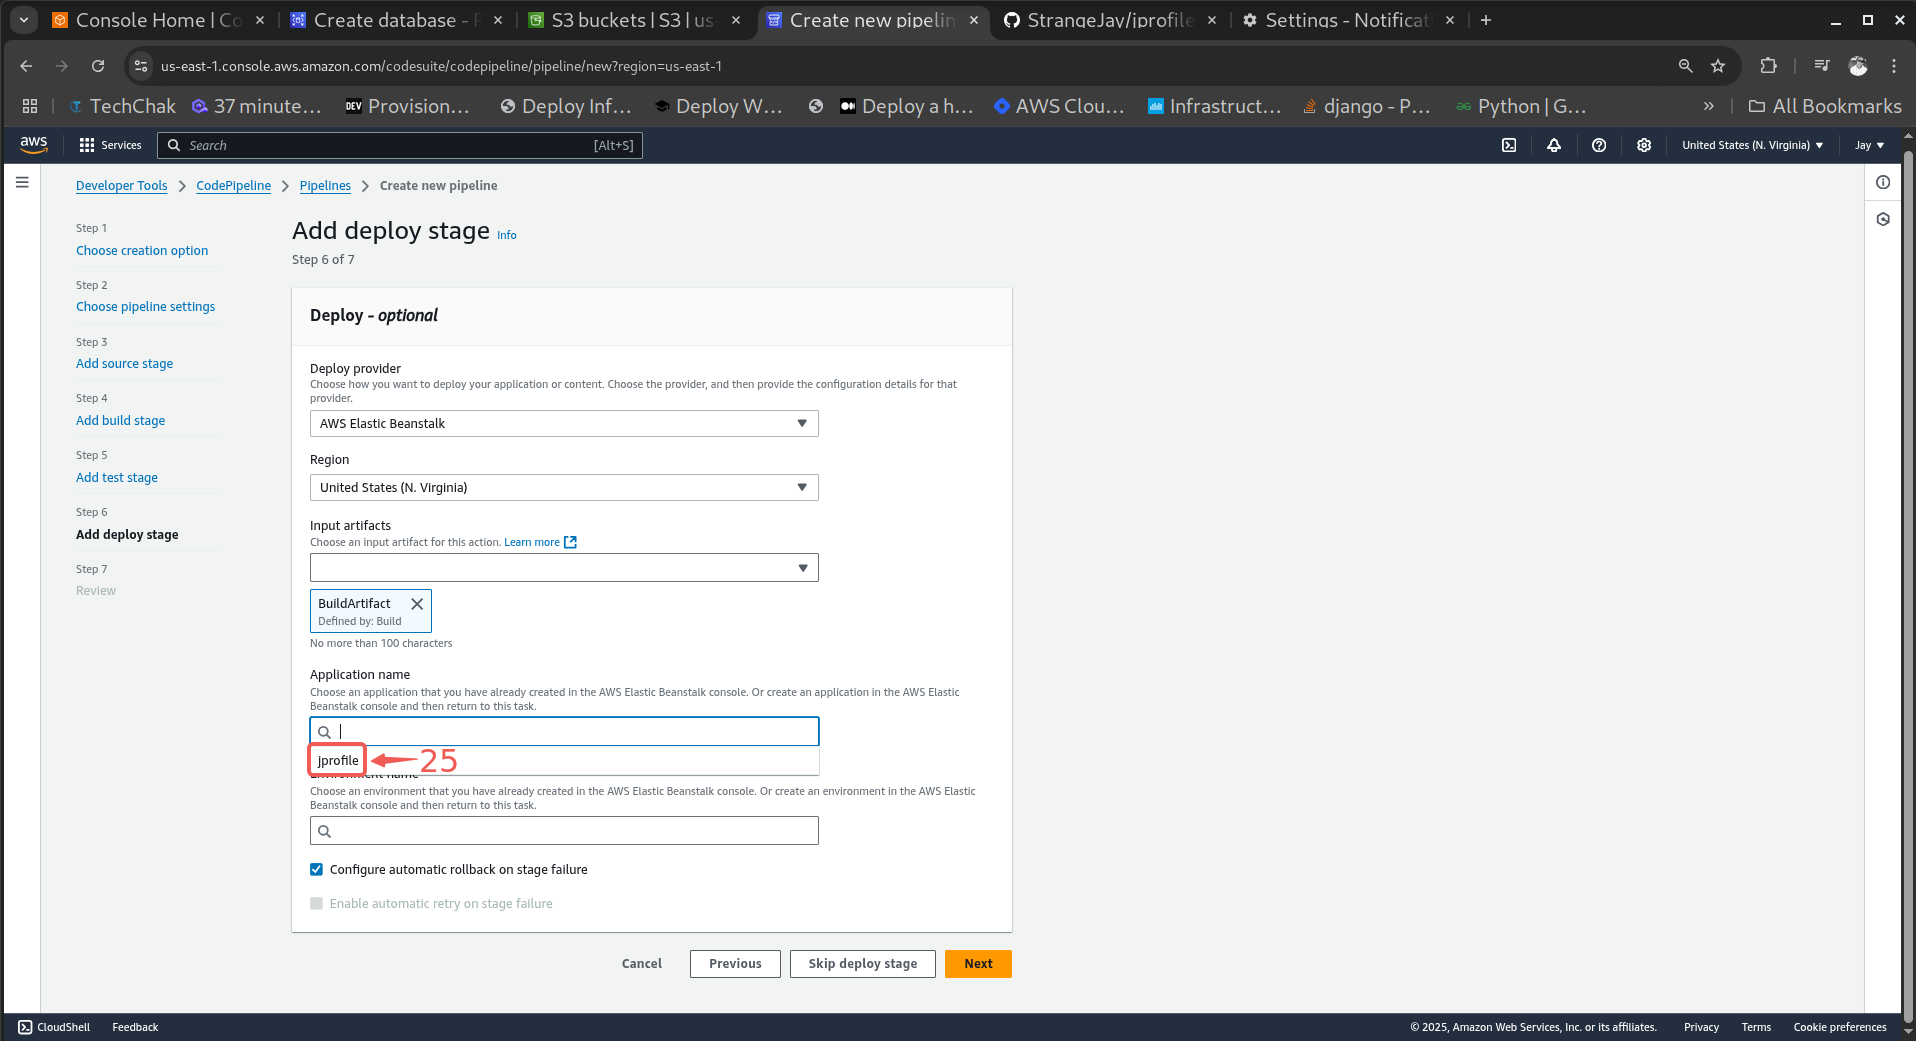 Console Home | Co
Create database - R
S3 buckets | S3 | us-
Create new pipelin
StrangeJay/jprofile
Settings - Notificat
us-east-1.console.aws.amazon.com/codesuite/codepipeline/pipeline/new?region=us-east-1
TechChak
37 minute...
DEV Provision...
Deploy Inf...
Deploy W...
Deploy a h...
AWS Clou...
Infrastruct...
django - P...
Python | G...
All Bookmarks
aws
Services
Search
[Alt+S]
United States (N. Virginia)
Jay
Developer Tools
CodePipeline
Pipelines
Create new pipeline
Step 1
Choose creation option
Step 2
Choose pipeline settings
Step 3
Add source stage
Step 4
Add build stage
Step 5
Add test stage
Step 6
Add deploy stage
Step 7
Review
Add deploy stage Info
Step 6 of 7
Deploy - optional
Deploy provider
Choose how you want to deploy your application or content. Choose the provider, and then provide the configuration details for that
provider.
AWS Elastic Beanstalk
Region
United States (N. Virginia)
Input artifacts
Choose an input artifact for this action. Learn more
BuildArtifact
Defined by: Build
No more than 100 characters
Application name
Choose an application that you have already created in the AWS Elastic Beanstalk console. Or create an application in the AWS Elastic
Beanstalk console and then return to this task.
jprofile
25
Environment name
Choose an environment that you have already created in the AWS Elastic Beanstalk console. Or create an environment in the AWS Elastic
Beanstalk console and then return to this task.
Configure automatic rollback on stage failure
Enable automatic retry on stage failure
Cancel
Previous
Skip deploy stage
Next
CloudShell
Feedback
© 2025, Amazon Web Services, Inc. or its affiliates.
Privacy
Terms
Cookie preferences